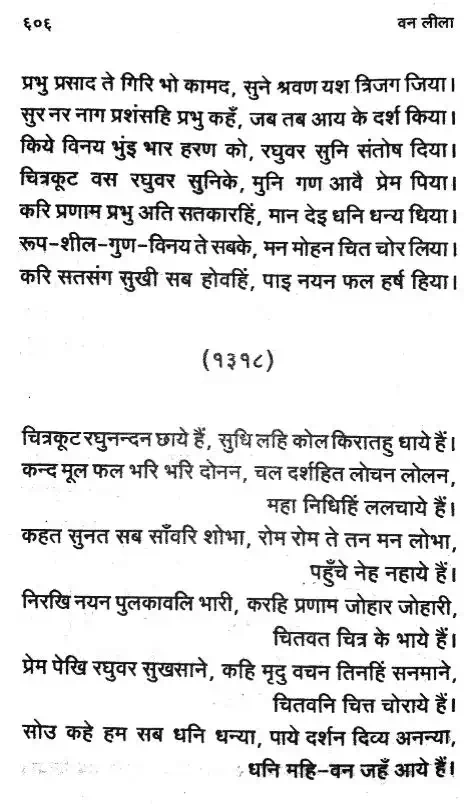 ६०६ वन लीला
प्रभु प्रसाद ते गिरि भो कामद, सुने श्रवण यश त्रिजग जिया।
सुर नर नाग प्रशंसहि प्रभु कहँ, जब तब आय के दर्श किया।
किये विनय भुंइ भार हरण को, रघुवर सुनि संतोष दिया।
चित्रकूट वस रघुवर सुनिके, मुनि गण आवै प्रेम पिया।
करि प्रणाम प्रभु अति सतकारहिं, मान देइ धनि धन्य धिया।
रूप-शील-गुण-विनय ते सबके, मन मोहन चित चोर लिया।
करि सतसंग सुखी सब होवहिं, पाइ नयन फल हर्ष हिया।
(१३१८)
चित्रकूट रघुनन्दन छाये हैं, सुधि लहि कोल किरातहु धाये हैं।
कन्द मूल फल भरि भरि दोनन, चल दर्शहित लोचन लोलन,
महा निधिहिं ललचाये हैं।
कहत सुनत सब साँवरि शोभा, रोम रोम ते तन मन लोभा,
पहुँचे नेह नहाये हैं।
निरखि नयन पुलकावलि भारी, करहि प्रणाम जोहार जोहारी,
चितवत चित्र के भाये हैं।
प्रेम पेखि रघुवर सुखसाने, कहि मृदु वचन तिनहिं सनमाने,
चितवनि चित्त चोराये हैं।
सोउ कहे हम सब धनि धन्या, पाये दर्शन दिव्य अनन्या,
धनि महि-वन जहँ आये हैं।